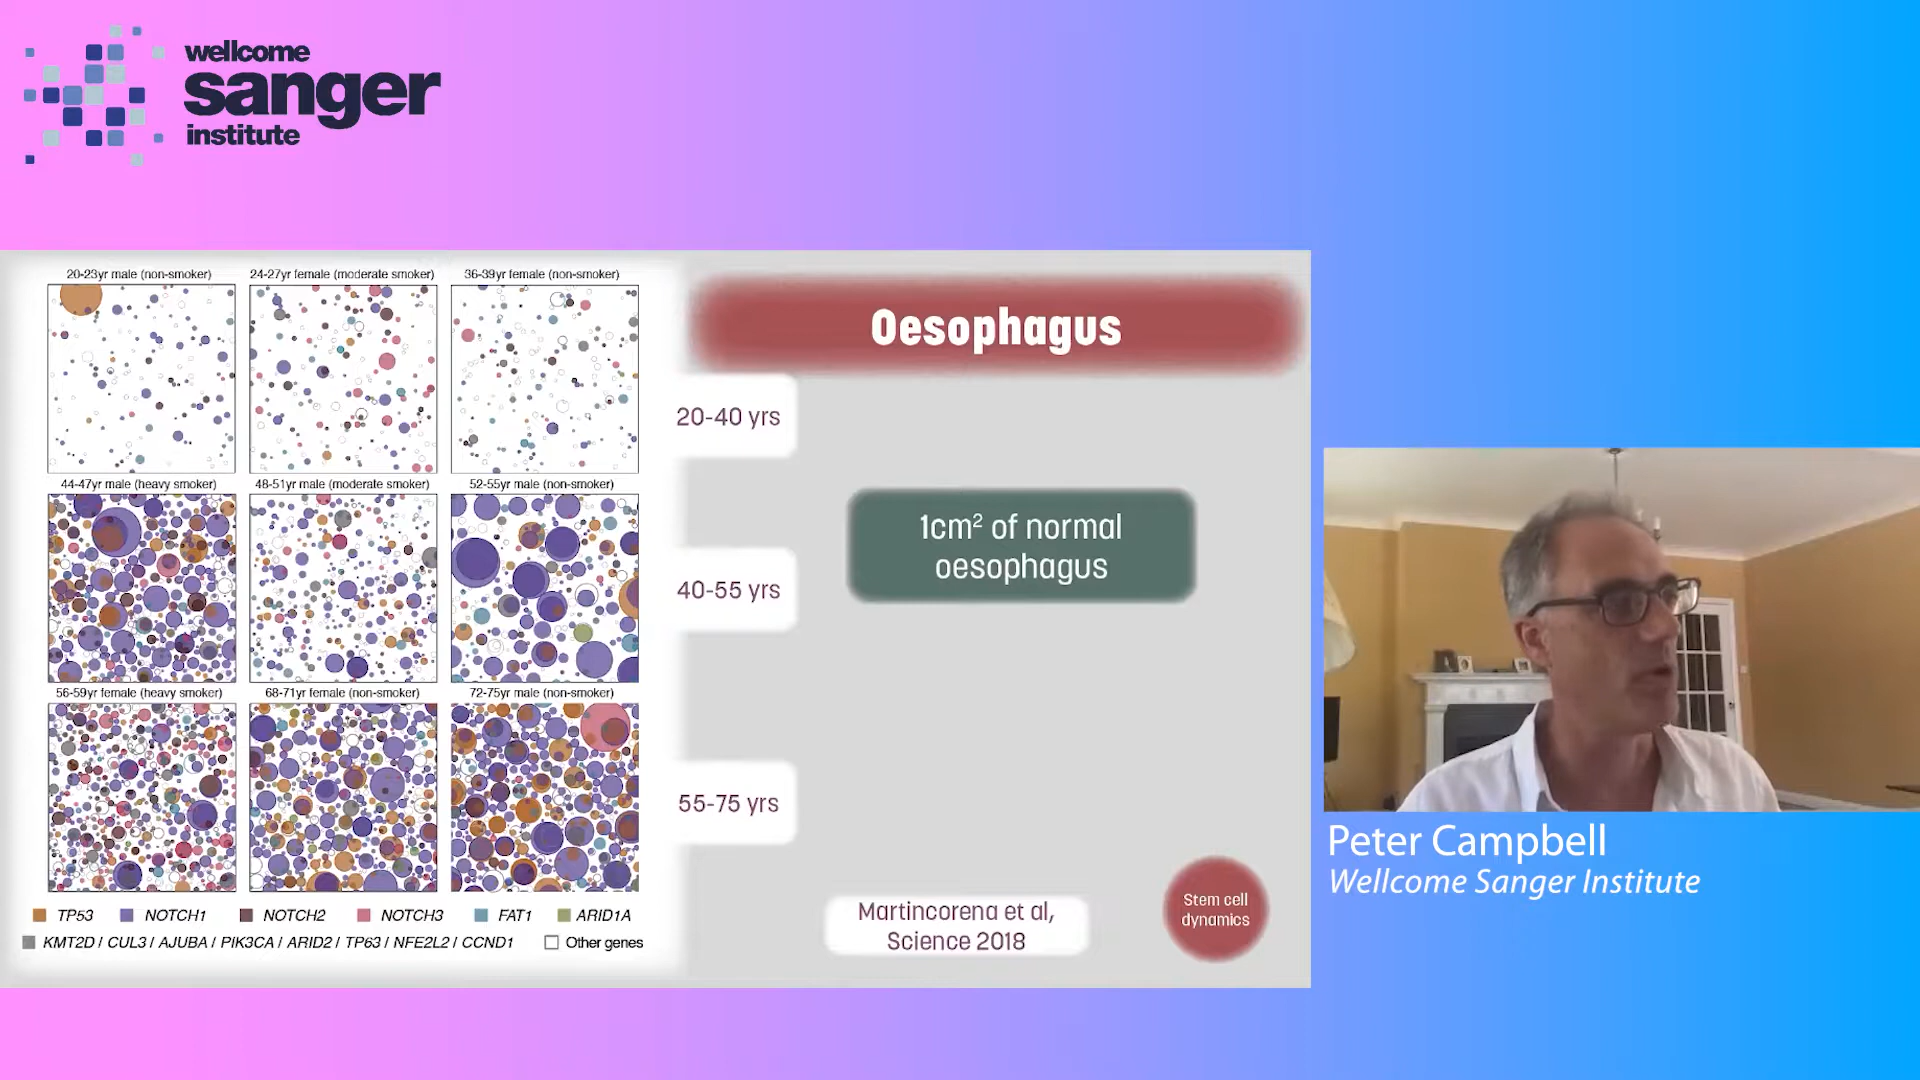 wellcome
sanger
institute
20-23yr male (non-smoker)
24-27yr female (moderate smoker)
36-39yr female (non-smoker)
44-47yr male (heavy smoker)
48-51yr male (moderate smoker)
52-55yr male (non-smoker)
56-59yr female (heavy smoker)
68-71yr female (non-smoker)
72-75yr male (non-smoker)
TP53
NOTCH1
NOTCH2
NOTCH3
FAT1
ARID1A
KMT2D / CUL3 / AJUBA / PIK3CA / ARID2 / TP63 / NFE2L2 / CCND1
Other genes
Oesophagus
20-40 yrs
1cm² of normal
oesophagus
40-55 yrs
55-75 yrs
Martincorena et al,
Science 2018
Stem cell
dynamics
Peter Campbell
Wellcome Sanger Institute